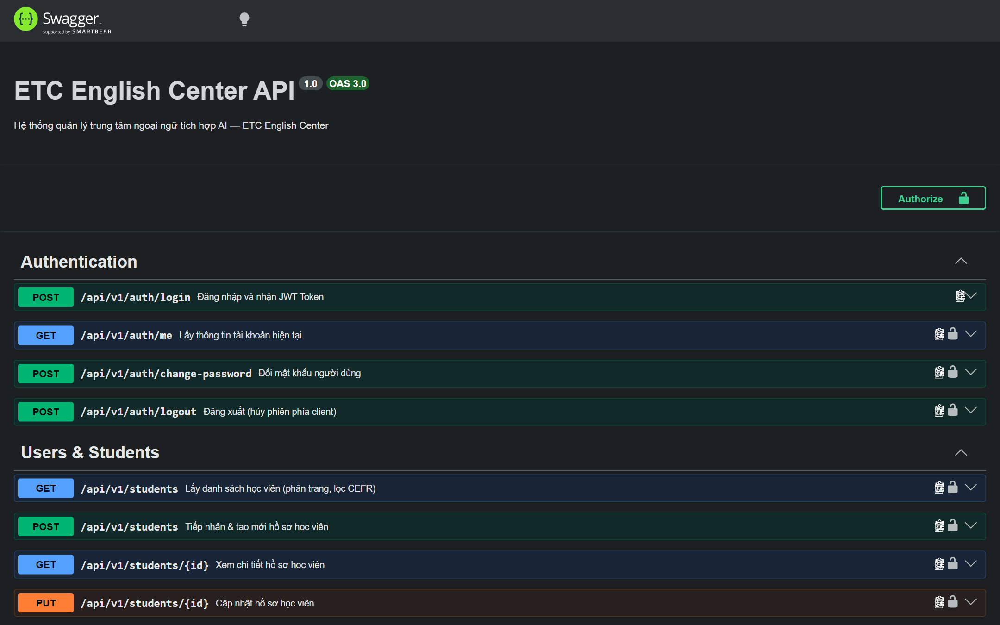 Swagger
Supported by SMARTBEAR
ETC English Center API 1.0 OAS 3.0
Hệ thống quản lý trung tâm ngoại ngữ tích hợp AI — ETC English Center
Authorize
Authentication
POST /api/v1/auth/login Đăng nhập và nhận JWT Token
GET /api/v1/auth/me Lấy thông tin tài khoản hiện tại
POST /api/v1/auth/change-password Đổi mật khẩu người dùng
POST /api/v1/auth/logout Đăng xuất (hủy phiên phía client)
Users & Students
GET /api/v1/students Lấy danh sách học viên (phân trang, lọc CEFR)
POST /api/v1/students Tiếp nhận & tạo mới hồ sơ học viên
GET /api/v1/students/{id} Xem chi tiết hồ sơ học viên
PUT /api/v1/students/{id} Cập nhật hồ sơ học viên